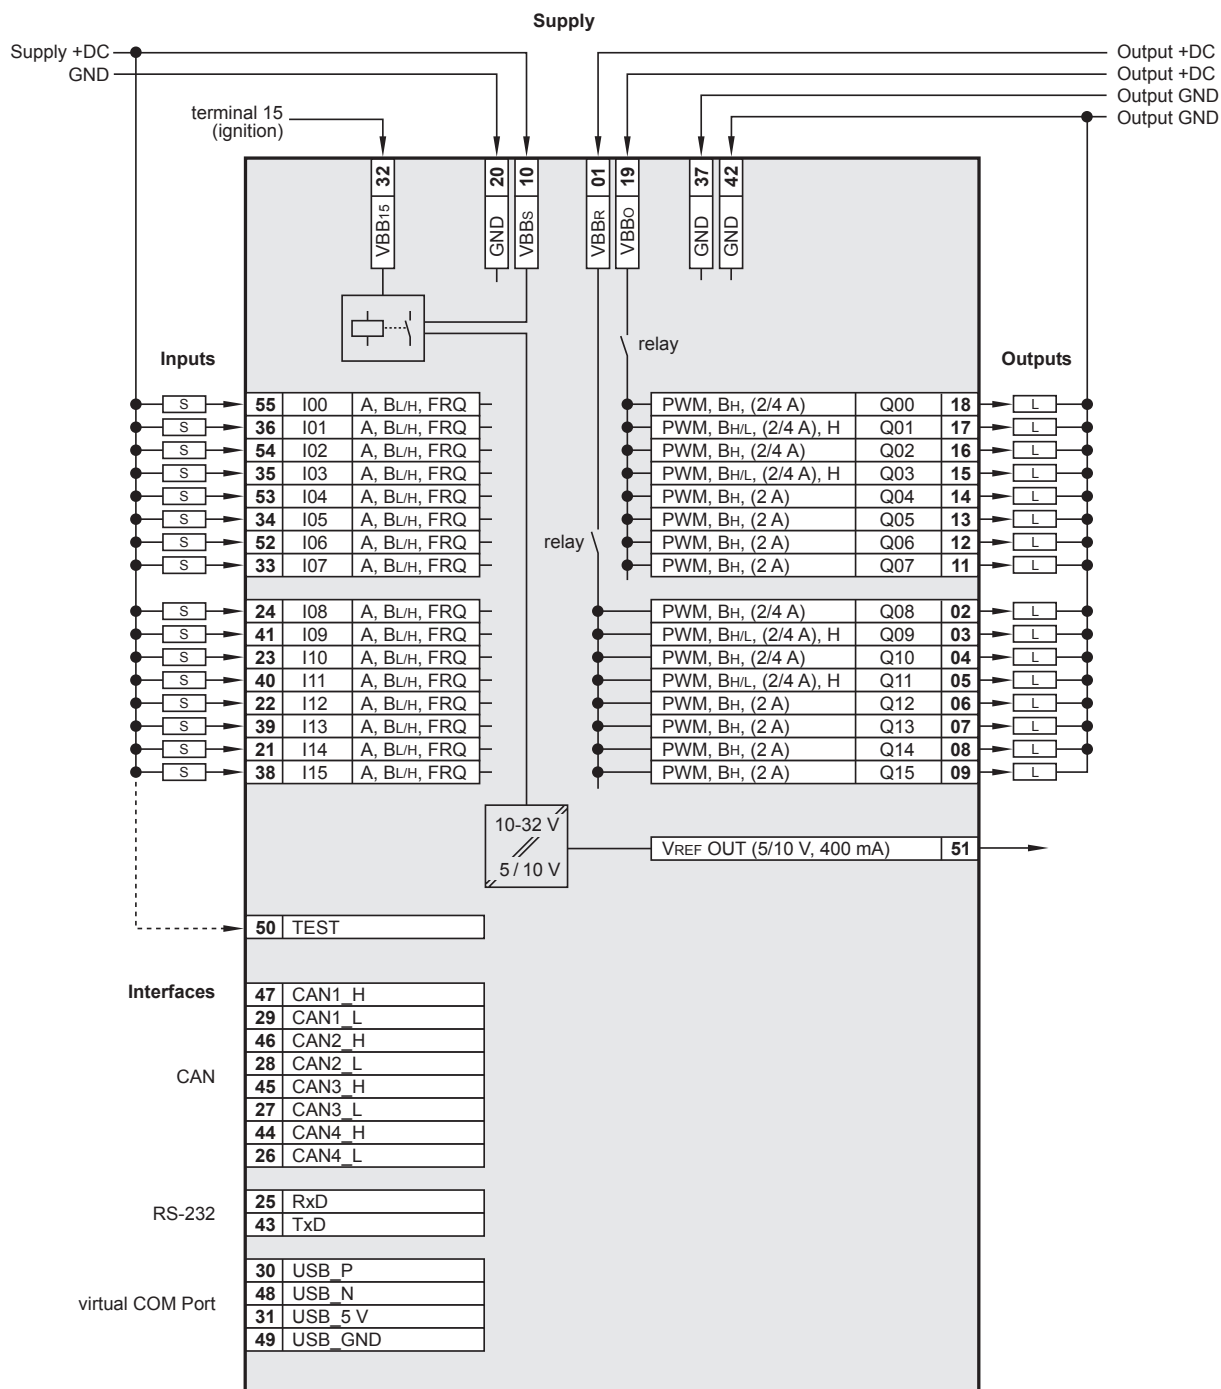 Supply
Supply +DC
Output +DC
GND
Output +DC
Output GND
Output GND
terminal 15
(ignition)
32 VBB15
20 GND
10 VBBS
01 VBBR
19 VBBO
37 GND
42 GND
relay
Inputs
Outputs
S 55 I00 A, BL/H, FRQ PWM, BH, (2/4 A) Q00 18 L
S 36 I01 A, BL/H, FRQ PWM, BH/L, (2/4 A), H Q01 17 L
S 54 I02 A, BL/H, FRQ PWM, BH, (2/4 A) Q02 16 L
S 35 I03 A, BL/H, FRQ PWM, BH/L, (2/4 A), H Q03 15 L
S 53 I04 A, BL/H, FRQ PWM, BH, (2 A) Q04 14 L
S 34 I05 A, BL/H, FRQ PWM, BH, (2 A) Q05 13 L
S 52 I06 A, BL/H, FRQ relay PWM, BH, (2 A) Q06 12 L
S 33 I07 A, BL/H, FRQ PWM, BH, (2 A) Q07 11 L
S 24 I08 A, BL/H, FRQ PWM, BH, (2/4 A) Q08 02 L
S 41 I09 A, BL/H, FRQ PWM, BH/L, (2/4 A), H Q09 03 L
S 23 I10 A, BL/H, FRQ PWM, BH, (2/4 A) Q10 04 L
S 40 I11 A, BL/H, FRQ PWM, BH/L, (2/4 A), H Q11 05 L
S 22 I12 A, BL/H, FRQ PWM, BH, (2 A) Q12 06 L
S 39 I13 A, BL/H, FRQ PWM, BH, (2 A) Q13 07 L
S 21 I14 A, BL/H, FRQ PWM, BH, (2 A) Q14 08 L
S 38 I15 A, BL/H, FRQ PWM, BH, (2 A) Q15 09 L
10-32 V
5 / 10 V
VREF OUT (5/10 V, 400 mA) 51
50 TEST
Interfaces
47 CAN1_H
29 CAN1_L
46 CAN2_H
28 CAN2_L
CAN
45 CAN3_H
27 CAN3_L
44 CAN4_H
26 CAN4_L
25 RxD
RS-232
43 TxD
30 USB_P
48 USB_N
virtual COM Port
31 USB_5 V
49 USB_GND